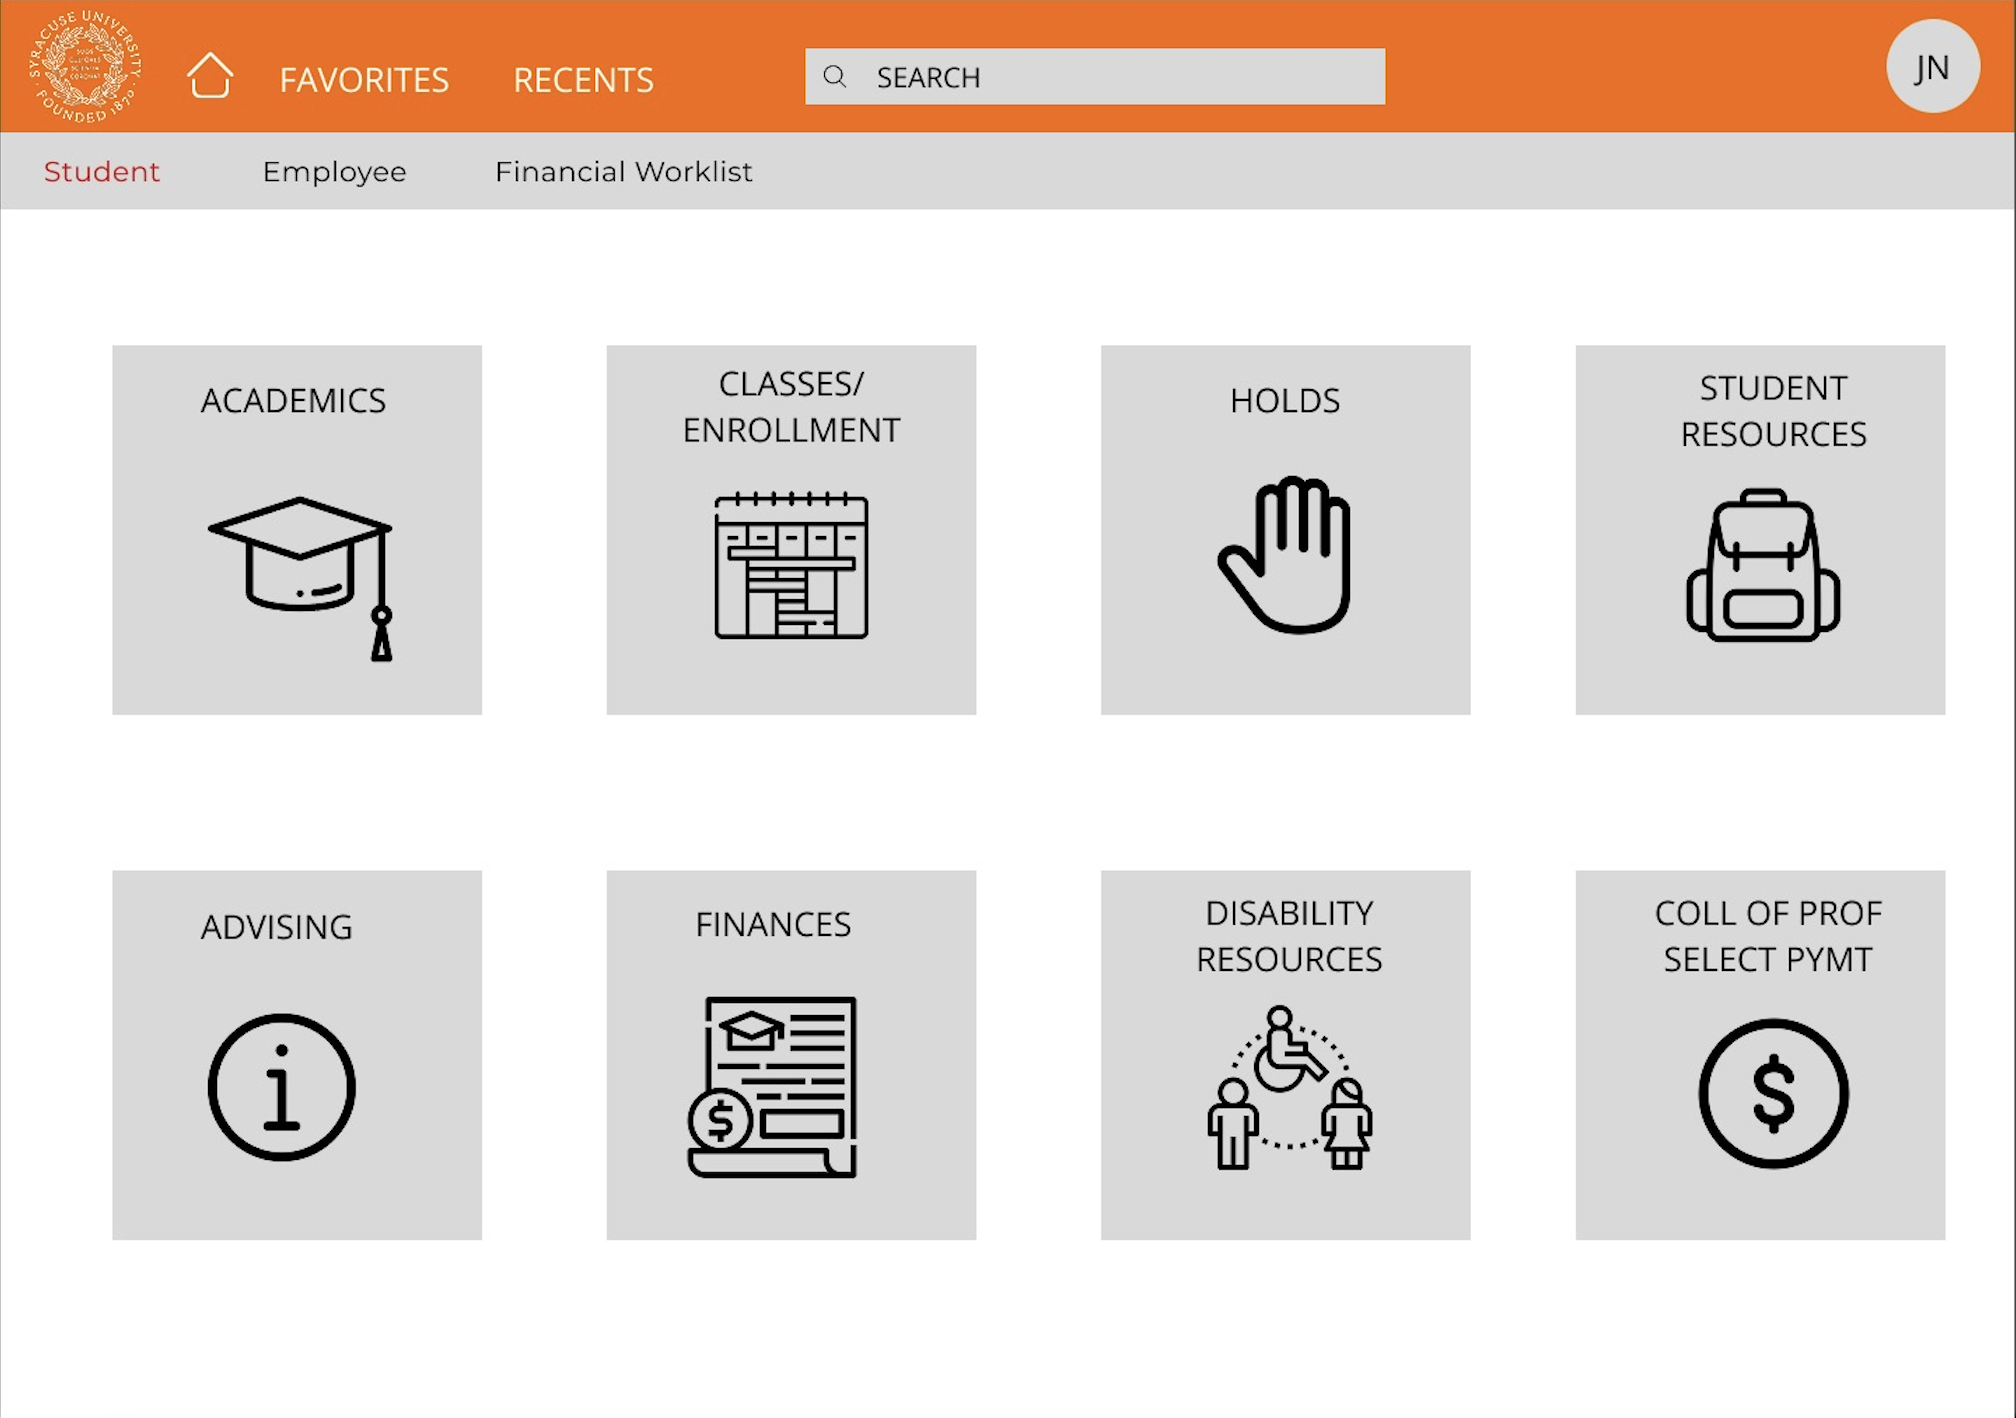 SYRACUSE UNIVERSITY
FOUNDED 1870
FAVORITES
RECENTS
SEARCH
JN
Student
Employee
Financial Worklist
ACADEMICS
CLASSES/
ENROLLMENT
HOLDS
STUDENT
RESOURCES
ADVISING
i
FINANCES
$
DISABILITY
RESOURCES
COLL OF PROF
SELECT PYMT
$